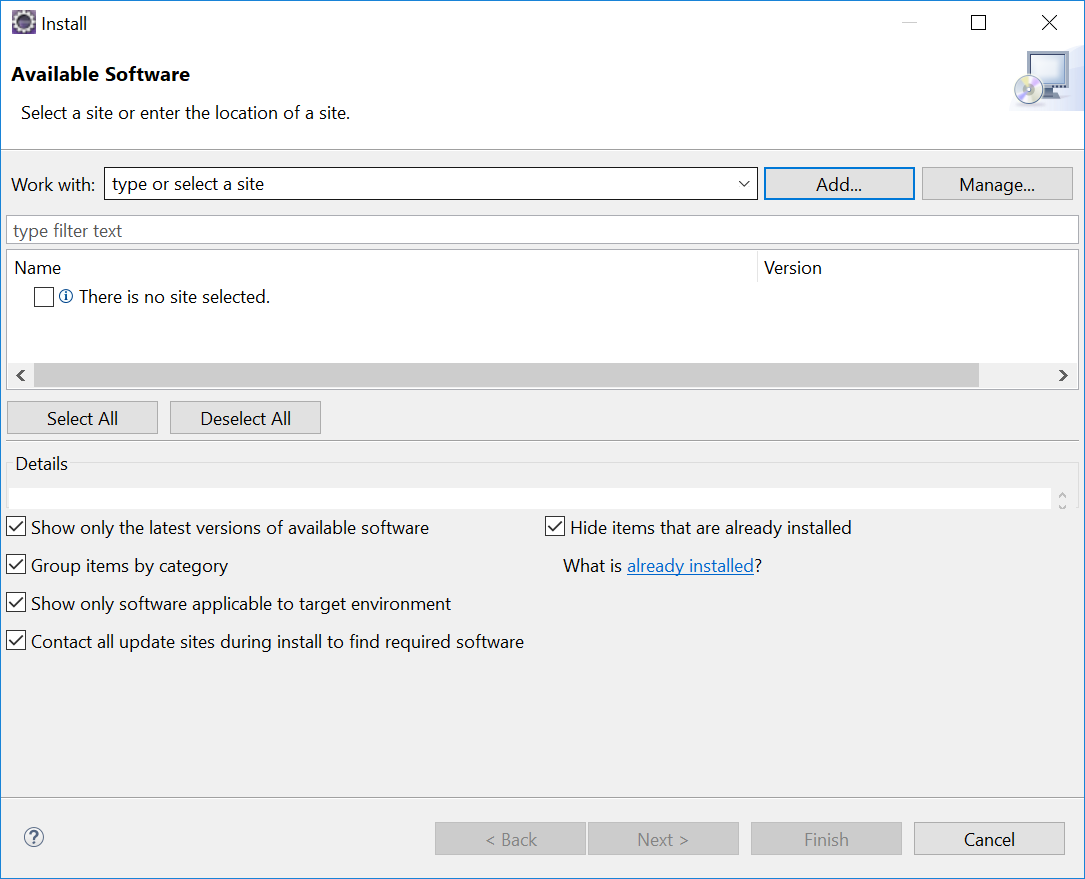 Install
Available Software
Select a site or enter the location of a site.
Work with: type or select a site Add... Manage...
type filter text
Name Version
There is no site selected.
Select All Deselect All
Details
Show only the latest versions of available software Hide items that are already installed
Group items by category What is already installed?
Show only software applicable to target environment
Contact all update sites during install to find required software
< Back Next > Finish Cancel